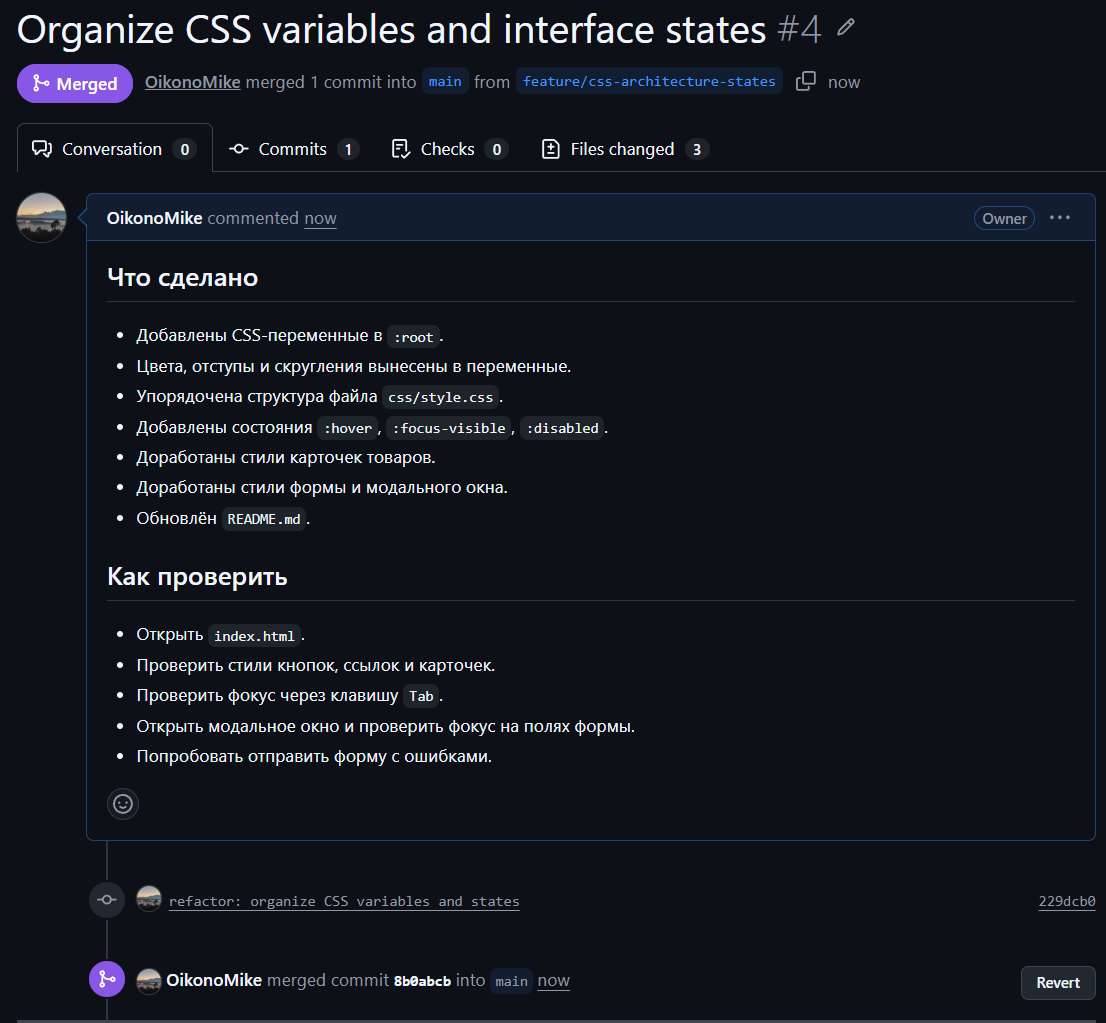 Organize CSS variables and interface states #4
Merged OikonoMike merged 1 commit into main from feature/css-architecture-states now
Conversation 0 Commits 1 Checks 0 Files changed 3
OikonoMike commented now Owner
Что сделано
Добавлены CSS-переменные в :root.
Цвета, отступы и скругления вынесены в переменные.
Упорядочена структура файла css/style.css.
Добавлены состояния :hover, :focus-visible, :disabled.
Доработаны стили карточек товаров.
Доработаны стили формы и модального окна.
Обновлён README.md.
Как проверить
Открыть index.html.
Проверить стили кнопок, ссылок и карточек.
Проверить фокус через клавишу Tab.
Открыть модальное окно и проверить фокус на полях формы.
Попробовать отправить форму с ошибками.
refactor: organize CSS variables and states 229dcb0
OikonoMike merged commit 8b0abcb into main now Revert